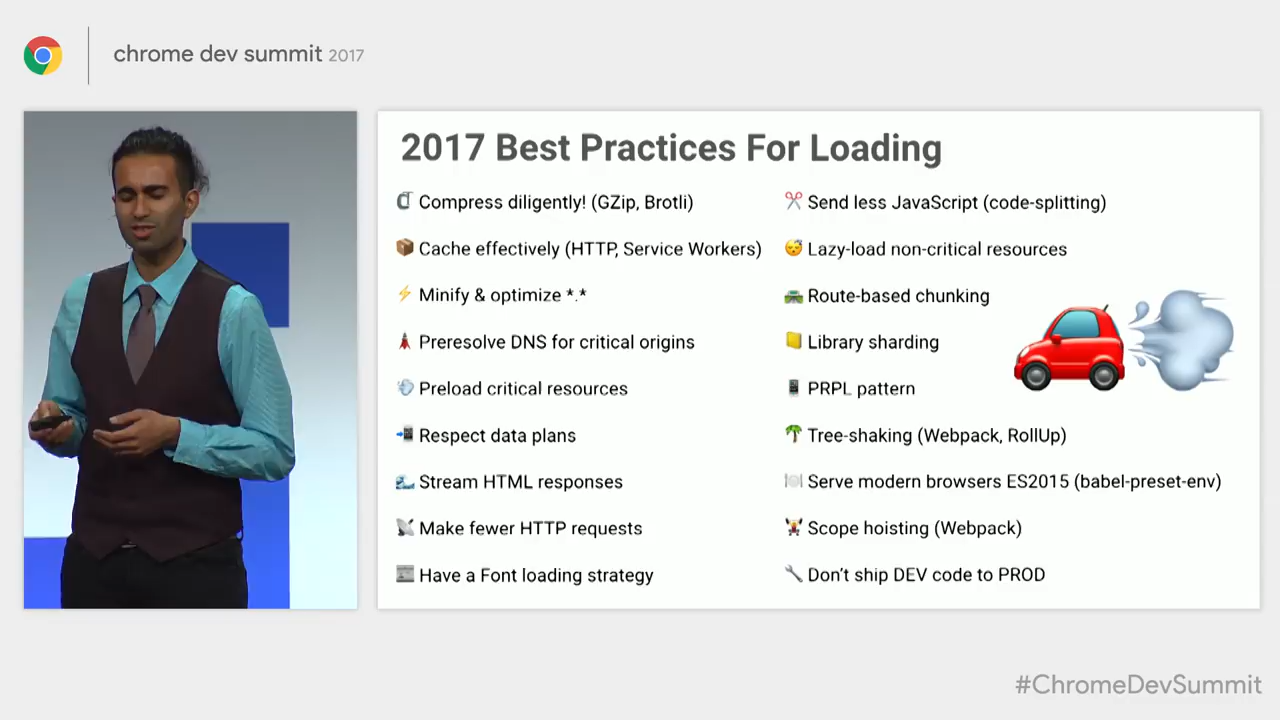 chrome dev summit 2017
2017 Best Practices For Loading
Compress diligently! (GZip, Brotli)
Cache effectively (HTTP, Service Workers)
Minify & optimize *.*
Preresolve DNS for critical origins
Preload critical resources
Respect data plans
Stream HTML responses
Make fewer HTTP requests
Have a Font loading strategy
Send less JavaScript (code-splitting)
Lazy-load non-critical resources
Route-based chunking
Library sharding
PRPL pattern
Tree-shaking (Webpack, RollUp)
Serve modern browsers ES2015 (babel-preset-env)
Scope hoisting (Webpack)
Don’t ship DEV code to PROD
#ChromeDevSummit